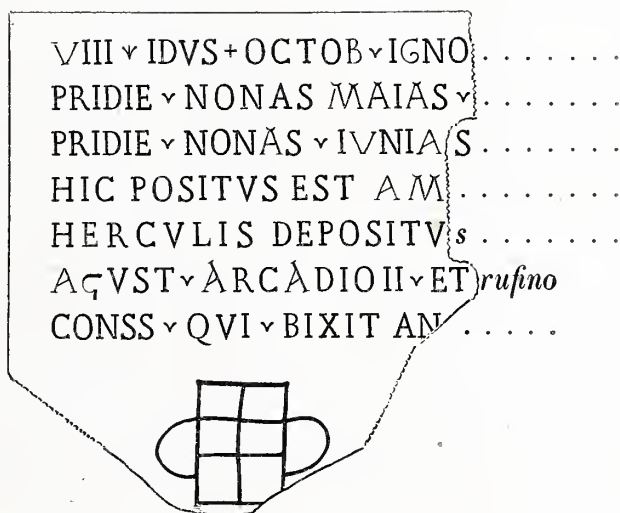 VIII ᛉ IDVS + OCTOB ᛉ IGNO . . . . . . .
PRIDIE ᛉ NONAS MAIAS ᛉ . . . . . . .
PRIDIE ᛉ NONAS ᛉ IVNIAS . . . . . . .
HIC POSITVS EST AM . . . . . . . .
HERCVLIS DEPOSITVs . . . . . . .
AGVST ᛉ ARCADIO II ᛉ ET rufino
CONSS ᛉ QVI ᛉ BIXIT AN . . . . .